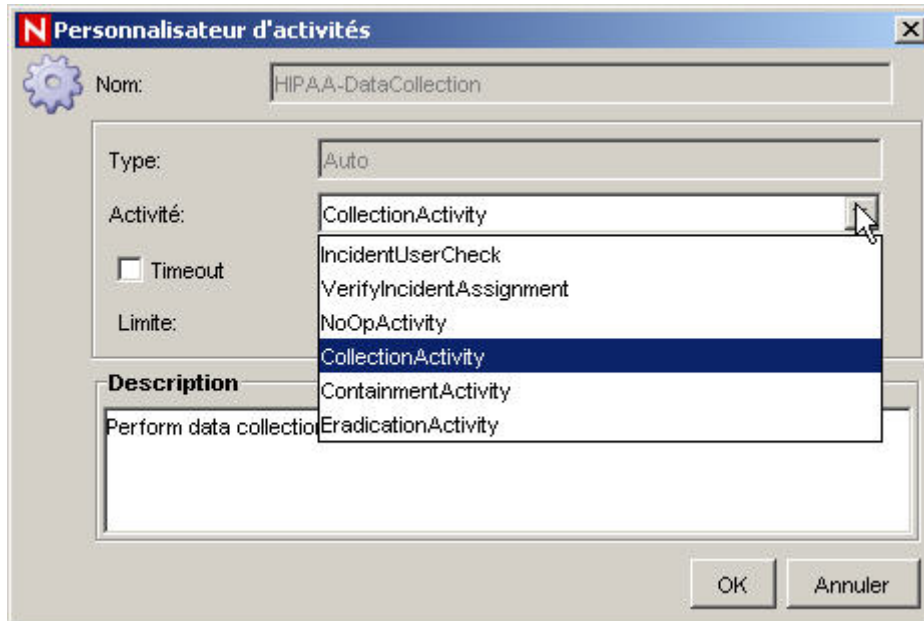 N Personnalisateur d'activités
Nom: HIPAA-DataCollection
Type: Auto
Activité: CollectionActivity
IncidentUserCheck
Timeout
VerifyIncidentAssignment
Limite:
NoOpActivity
CollectionActivity
ContainmentActivity
EradicationActivity
Description
Perform data collection
OK Annuler